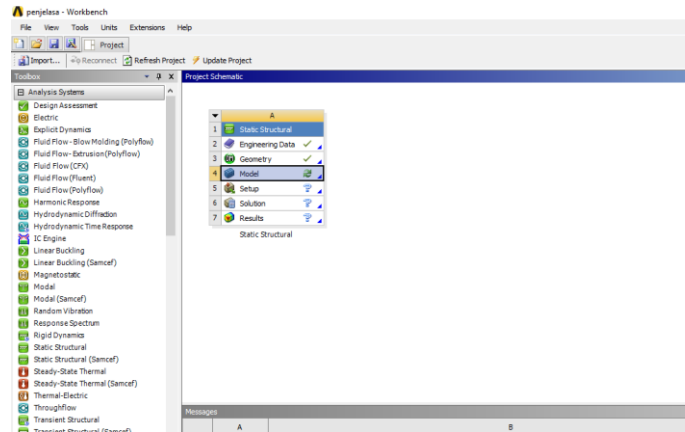 penjelasa - Workbench
File View Tools Units Extensions Help
Project
Import... Reconnect Refresh Project Update Project
Toolbox
Project Schematic
Analysis Systems
Design Assessment
Electric
Explicit Dynamics
Fluid Flow - Blow Molding (Polyflow)
Fluid Flow - Extrusion (Polyflow)
Fluid Flow (CFX)
Fluid Flow (Fluent)
Fluid Flow (Polyflow)
Harmonic Response
Hydrodynamic Diffraction
Hydrodynamic Time Response
IC Engine
Linear Buckling
Linear Buckling (Samcef)
Magnetostatic
Modal
Modal (Samcef)
Random Vibration
Response Spectrum
Rigid Dynamics
Static Structural
Static Structural (Samcef)
Steady-State Thermal
Steady-State Thermal (Samcef)
Thermal-Electric
Throughflow
Transient Structural
Transient Structural (Samcef)
A
1 Static Structural
2 Engineering Data
3 Geometry
4 Model
5 Setup
6 Solution
7 Results
Static Structural
Messages
A B